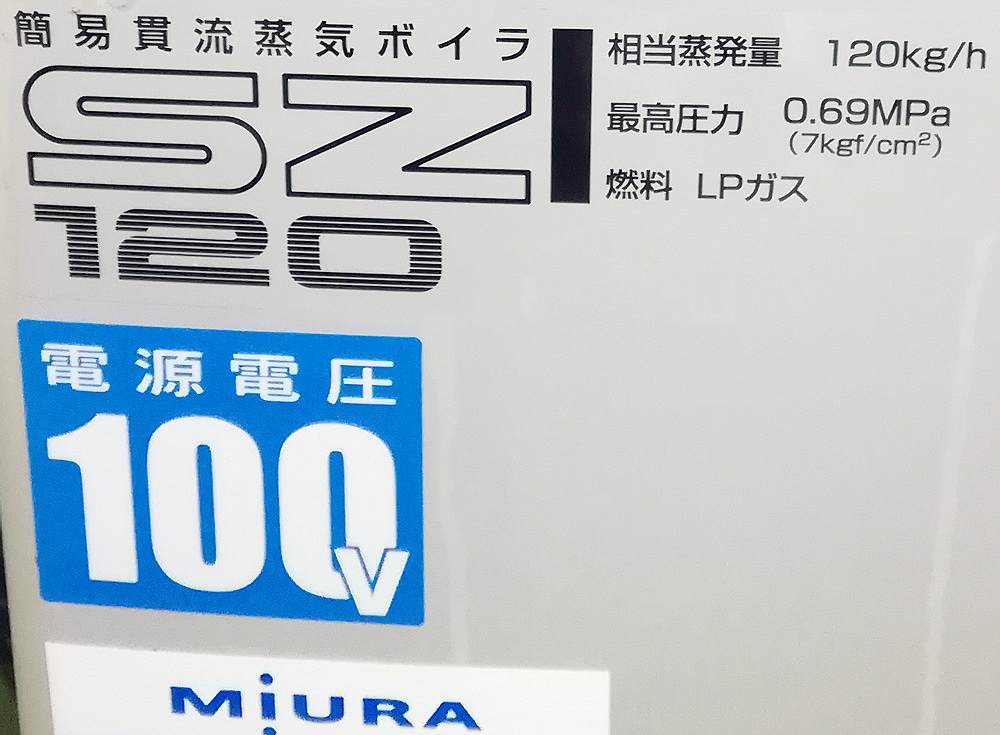 簡易貫流蒸気ボイラ
SZ
120
相当蒸発量 120kg/h
最高圧力 0.69MPa
(7kgf/cm²)
燃料 LPガス
電源電圧
100V
MiURA